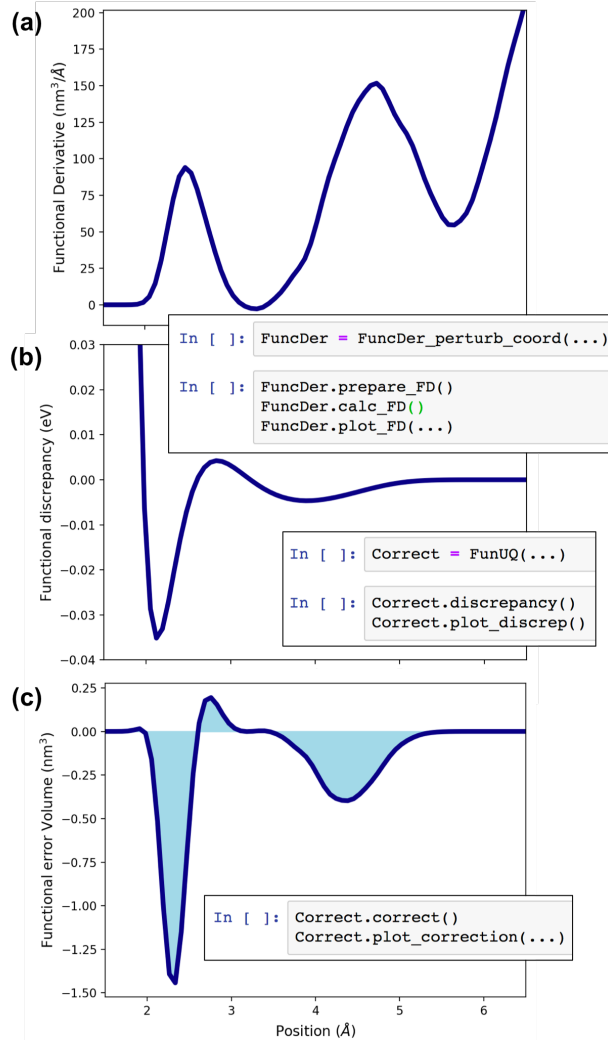 (a)
Functional Derivative (nm³/Å)
200
175
150
125
100
75
50
25
0
In [ ]: FuncDer = FuncDer_perturb_coord(...)
In [ ]: FuncDer.prepare_FD()
FuncDer.calc_FD()
FuncDer.plot_FD(...)
(b)
Functional discrepancy (eV)
0.03
0.02
0.01
0.00
−0.01
−0.02
−0.03
−0.04
In [ ]: Correct = FunUQ(...)
In [ ]: Correct.discrepancy()
Correct.plot_discrep()
(c)
Functional error Volume (nm³)
0.25
0.00
−0.25
−0.50
−0.75
−1.00
−1.25
−1.50
In [ ]: Correct.correct()
Correct.plot_correction(...)
2 3 4 5 6
Position (Å)